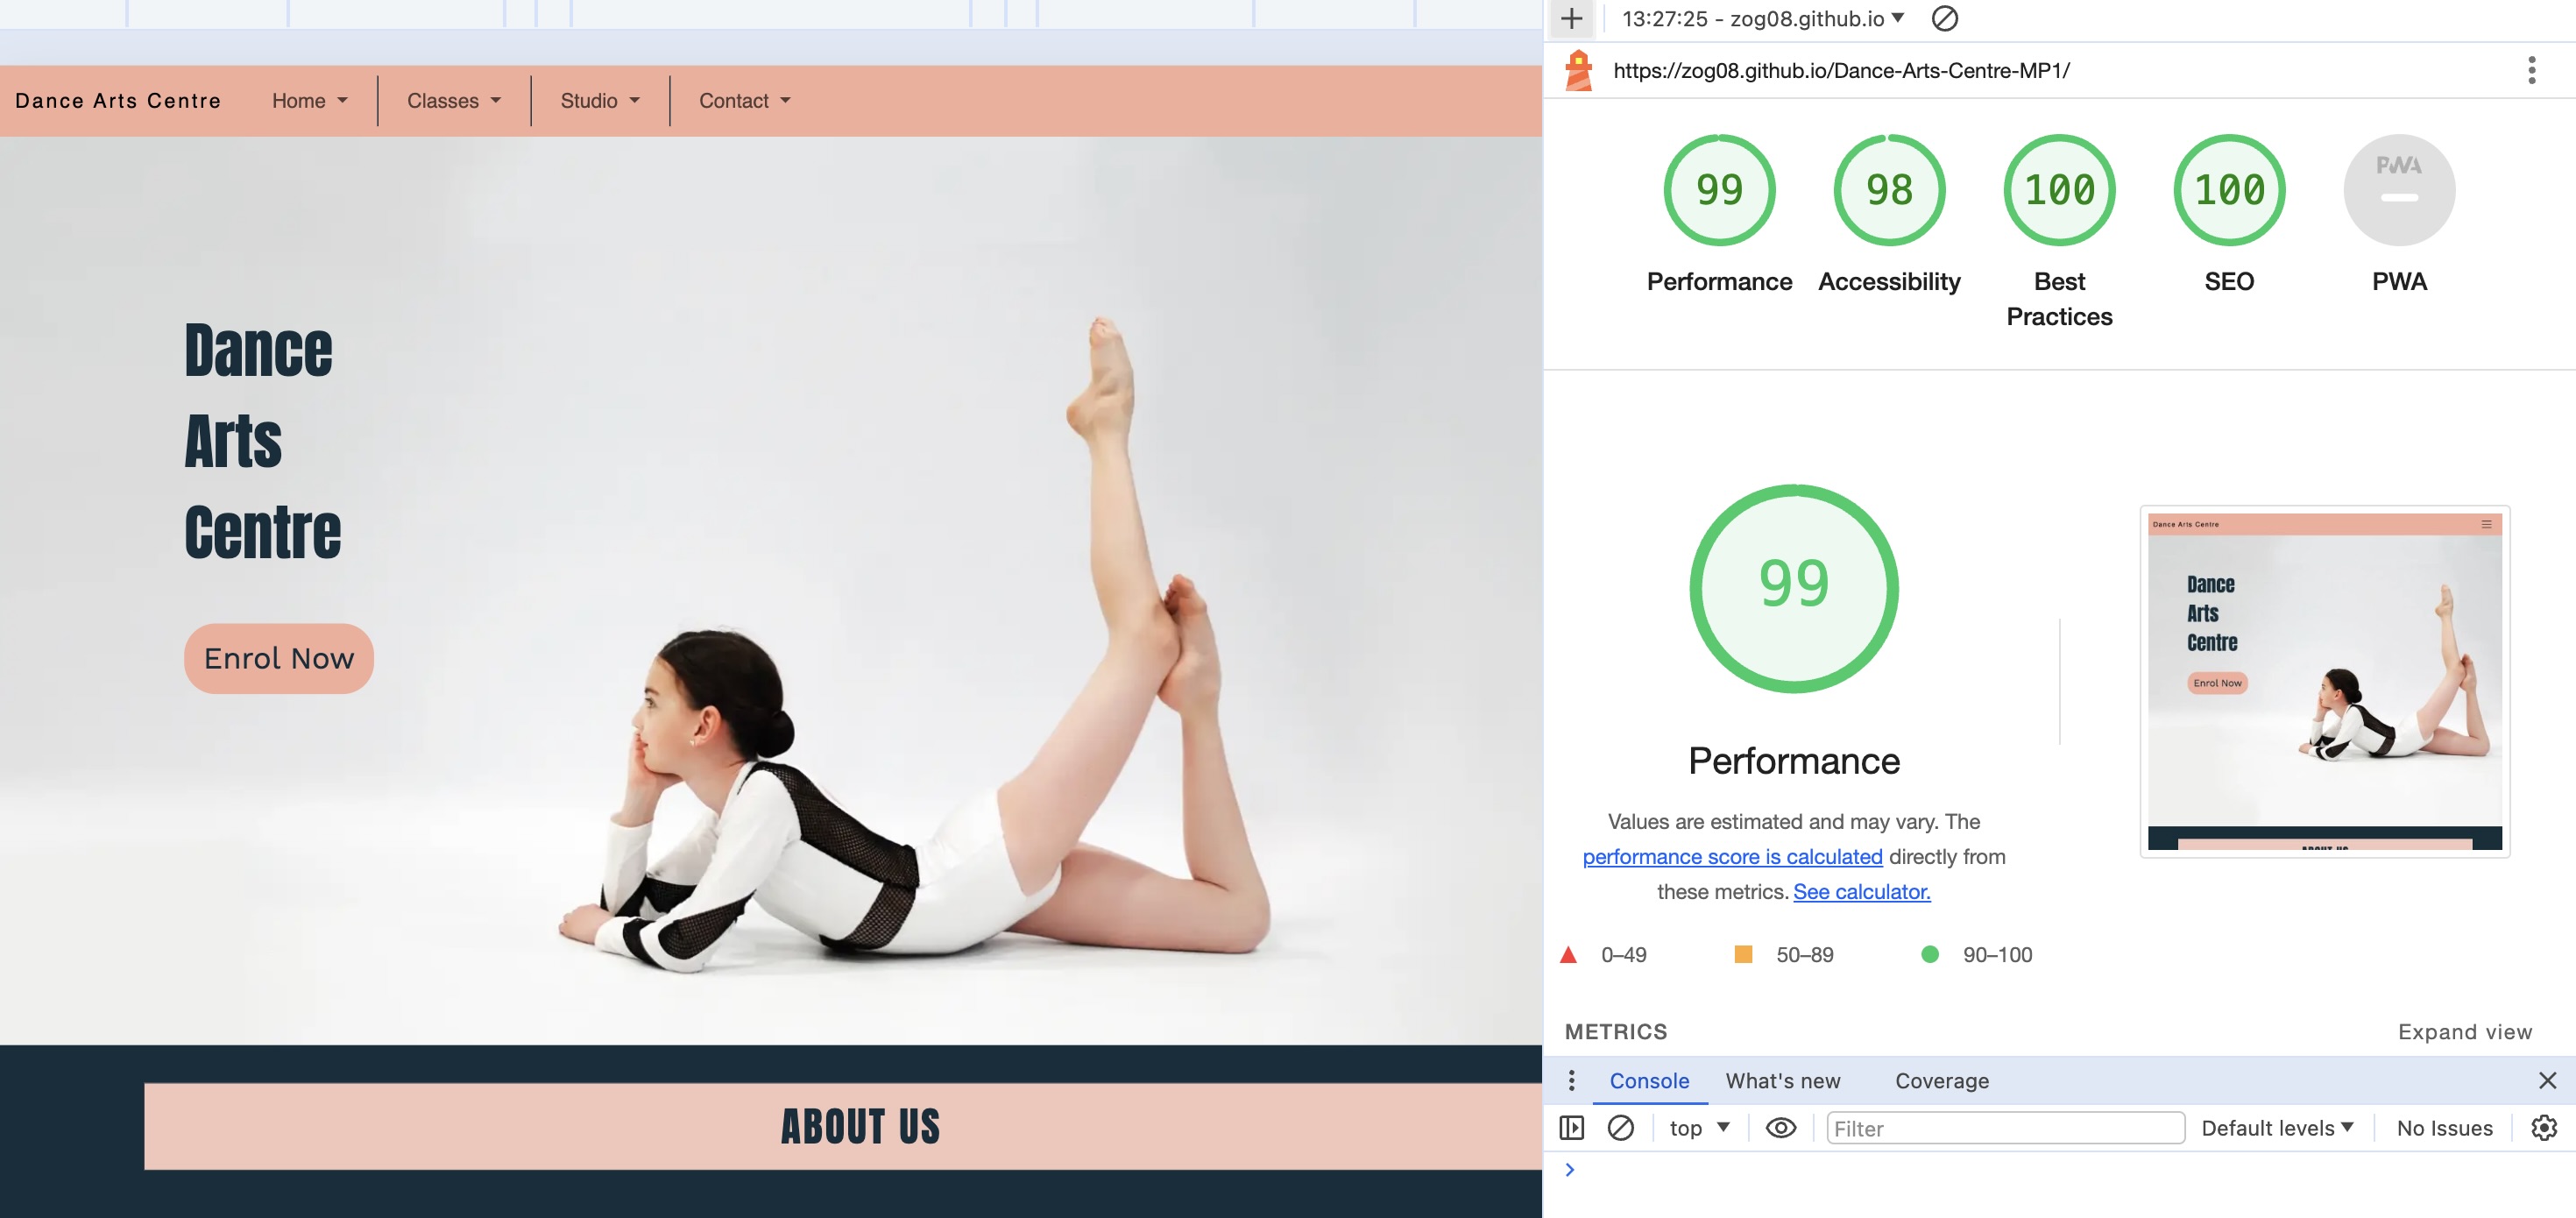 Dance Arts Centre
Home
Classes
Studio
Contact
Dance
Arts
Centre
Enrol Now
ABOUT US
13:27:25 - zog08.github.io
https://zog08.github.io/Dance-Arts-Centre-MP1/
99
98
100
100
PWA
Performance
Accessibility
Best
Practices
SEO
PWA
99
Performance
Values are estimated and may vary. The
performance score is calculated directly from
these metrics. See calculator.
0–49
50–89
90–100
Dance Arts Centre
Dance
Arts
Centre
Enrol Now
ABOUT US
METRICS
Expand view
Console
What's new
Coverage
top
Filter
Default levels
No Issues